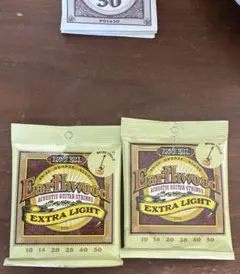 50
ERNIE BALL
Earthwood
ACOUSTIC GUITAR STRINGS
EXTRA LIGHT
10 14 20 28 40 50
ERNIE BALL
Earthwood
ACOUSTIC GUITAR STRINGS
EXTRA LIGHT
10 14 20 28 40 50